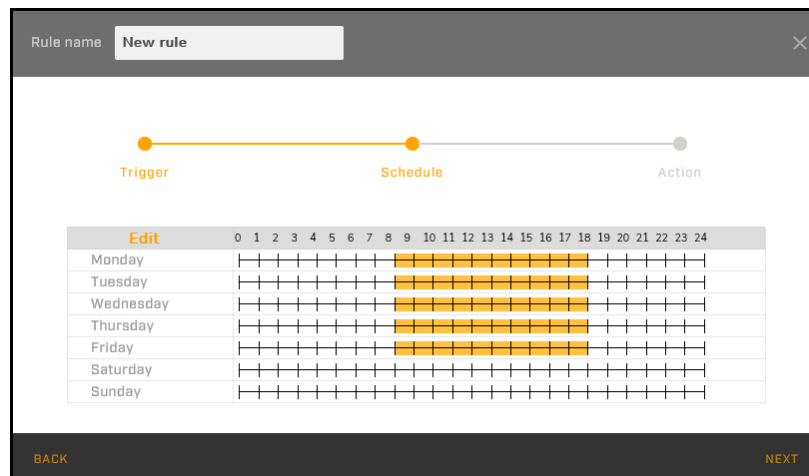 Rule name New rule
Trigger Schedule Action
Edit 0 1 2 3 4 5 6 7 8 9 10 11 12 13 14 15 16 17 18 19 20 21 22 23 24
Monday
Tuesday
Wednesday
Thursday
Friday
Saturday
Sunday
BACK NEXT